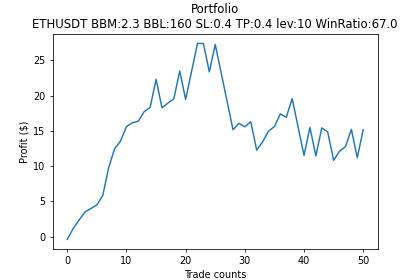 Portfolio
ETHUSDT BBM:2.3 BBL:160 SL:0.4 TP:0.4 lev:10 WinRatio:67.0
Profit ($)
25
20
15
10
5
0
0 10 20 30 40 50
Trade counts